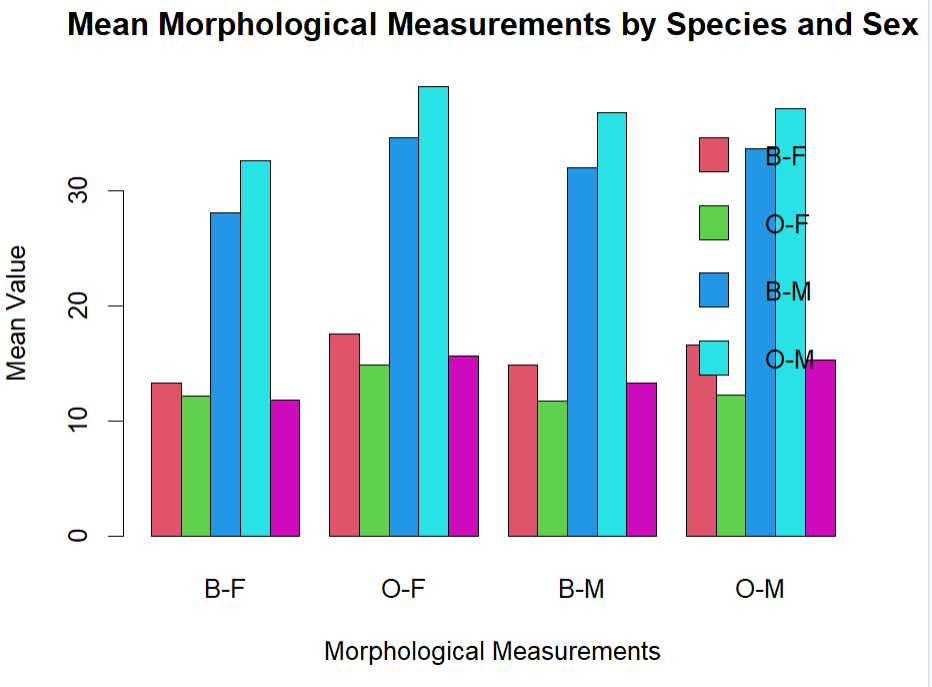 Mean Morphological Measurements by Species and Sex
Mean Value
30
20
10
0
B-F
O-F
B-M
O-M
B-F
O-F
B-M
O-M
Morphological Measurements